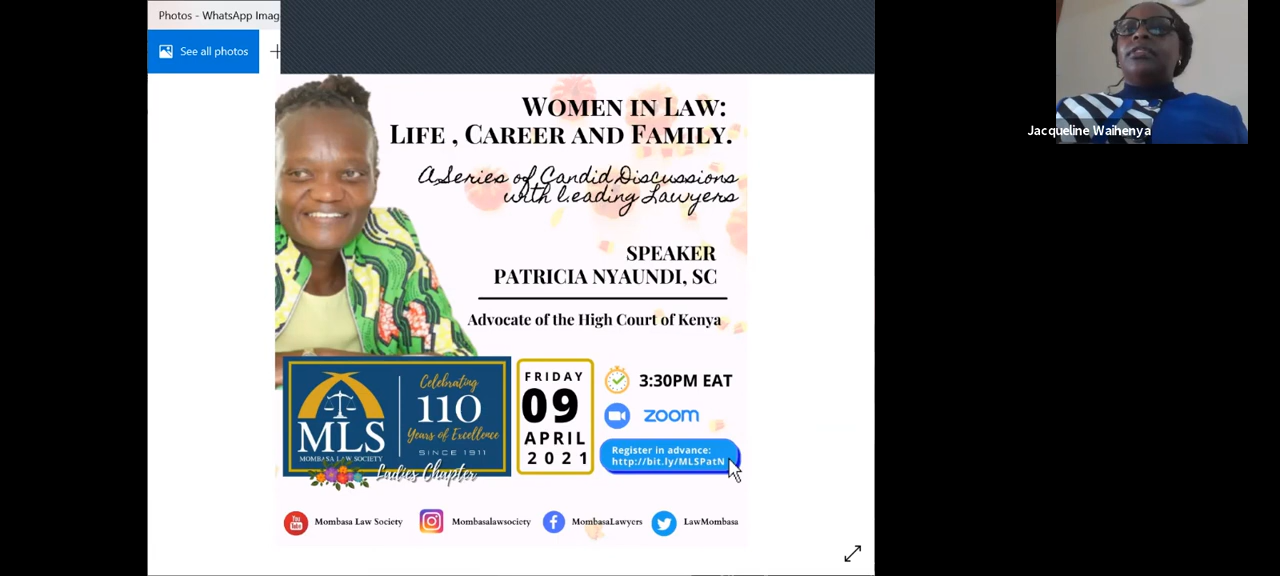 Photos - WhatsApp Imag
See all photos
WOMEN IN LAW:
LIFE , CAREER AND FAMILY.
A Series of Candid Discussions
with leading Lawyers
SPEAKER
PATRICIA NYAUNDI, SC
Advocate of the High Court of Kenya
MLS
MOMBASA LAW SOCIETY
Celebrating
110
Years of Excellence
SINCE 1911
Ladies Chapter
FRIDAY
09
APRIL
2021
3:30PM EAT
zoom
Register in advance:
http://bit.ly/MLSPatN
You Tube
Mombasa Law Society
Mombasalawsociety
MombasaLawyers
LawMombasa
Jacqueline Waihenya